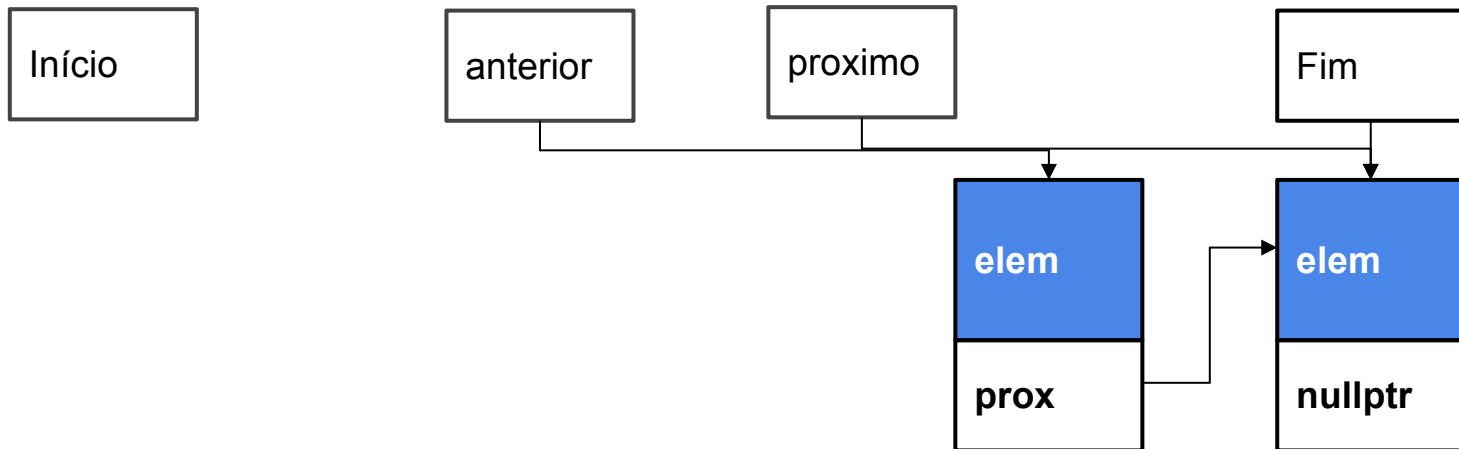 Início
anterior
proximo
Fim
elem
elem
prox
nullptr